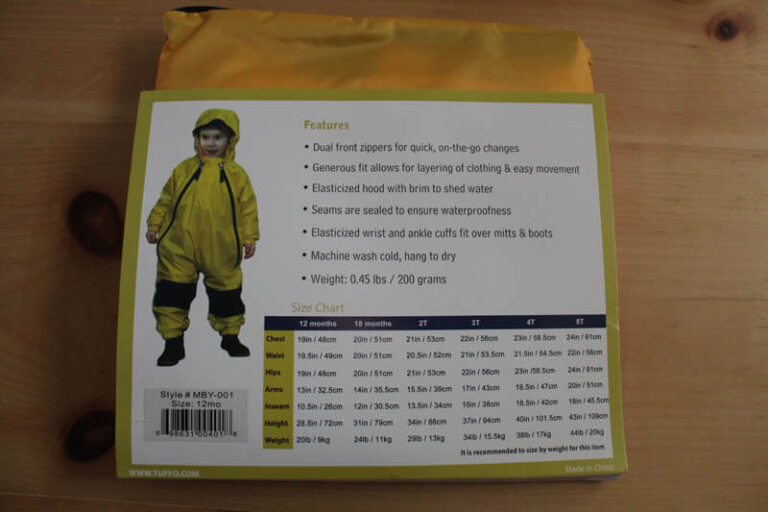 Features
• Dual front zippers for quick, on-the-go changes
• Generous fit allows for layering of clothing & easy movement
• Elasticized hood with brim to shed water
• Seams are sealed to ensure waterproofness
• Elasticized wrist and ankle cuffs fit over mitts & boots
• Machine wash cold, hang to dry
• Weight: 0.45 lbs / 200 grams
Size Chart
12 months 18 months 2T 3T 4T 5T
Chest 19in / 48cm 20in / 51cm 21in / 53cm 22in / 56cm 23in / 58.5cm 24in / 61cm
Waist 19.5in / 49cm 20in / 51cm 20.5in / 52cm 21in / 53.5cm 21.5in / 54.5cm 22in / 56cm
Hips 19in / 48cm 20in / 51cm 21in / 53cm 22in / 56cm 23in /58.5cm 24in / 61cm
Arms 13in / 32.5cm 14in / 35.5cm 15.5in / 39cm 17in / 43cm 18.5in / 47cm 20in / 51cm
Inseam 10.5in / 26cm 12in / 30.5cm 13.5in / 34cm 15in / 38cm 16.5in / 42cm 18in / 45.5cm
Height 28.5in / 72cm 31in / 79cm 34in / 86cm 37in / 94cm 40in / 101.5cm 43in / 109cm
Weight 20lb / 9kg 24lb / 11kg 29lb / 13kg 34lb / 15.5kg 38lb / 17kg 44lb / 20kg
It is recommended to size by weight for this item
Style # MBY-001
Size: 12mo
8 98631 00401 8
WWW.TUFFO.COM
Made in China